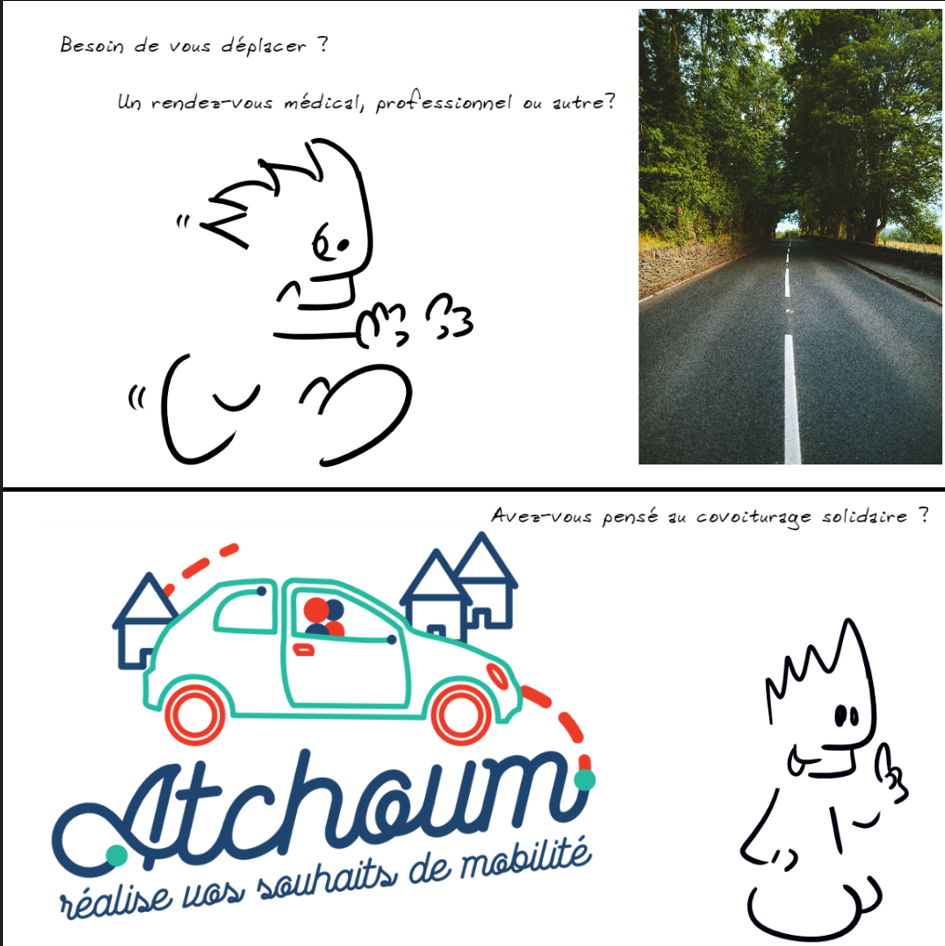 Besoin de vous déplacer ?
Un rendez-vous médical, professionnel ou autre?
Avez-vous pensé au covoiturage solidaire ?
Atchoum
réalise vos souhaits de mobilité